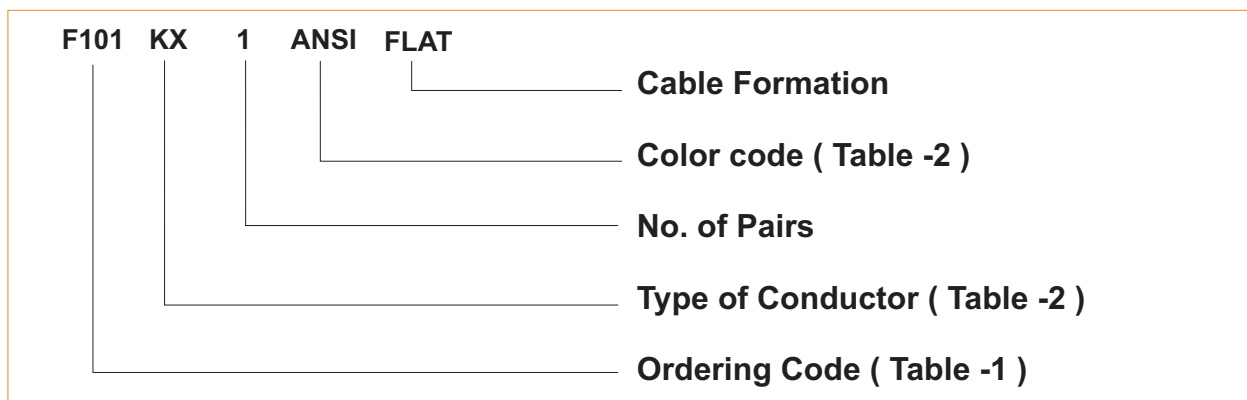 F101 KX 1 ANSI FLAT
Cable Formation
Color code ( Table -2 )
No. of Pairs
Type of Conductor ( Table -2 )
Ordering Code ( Table -1 )